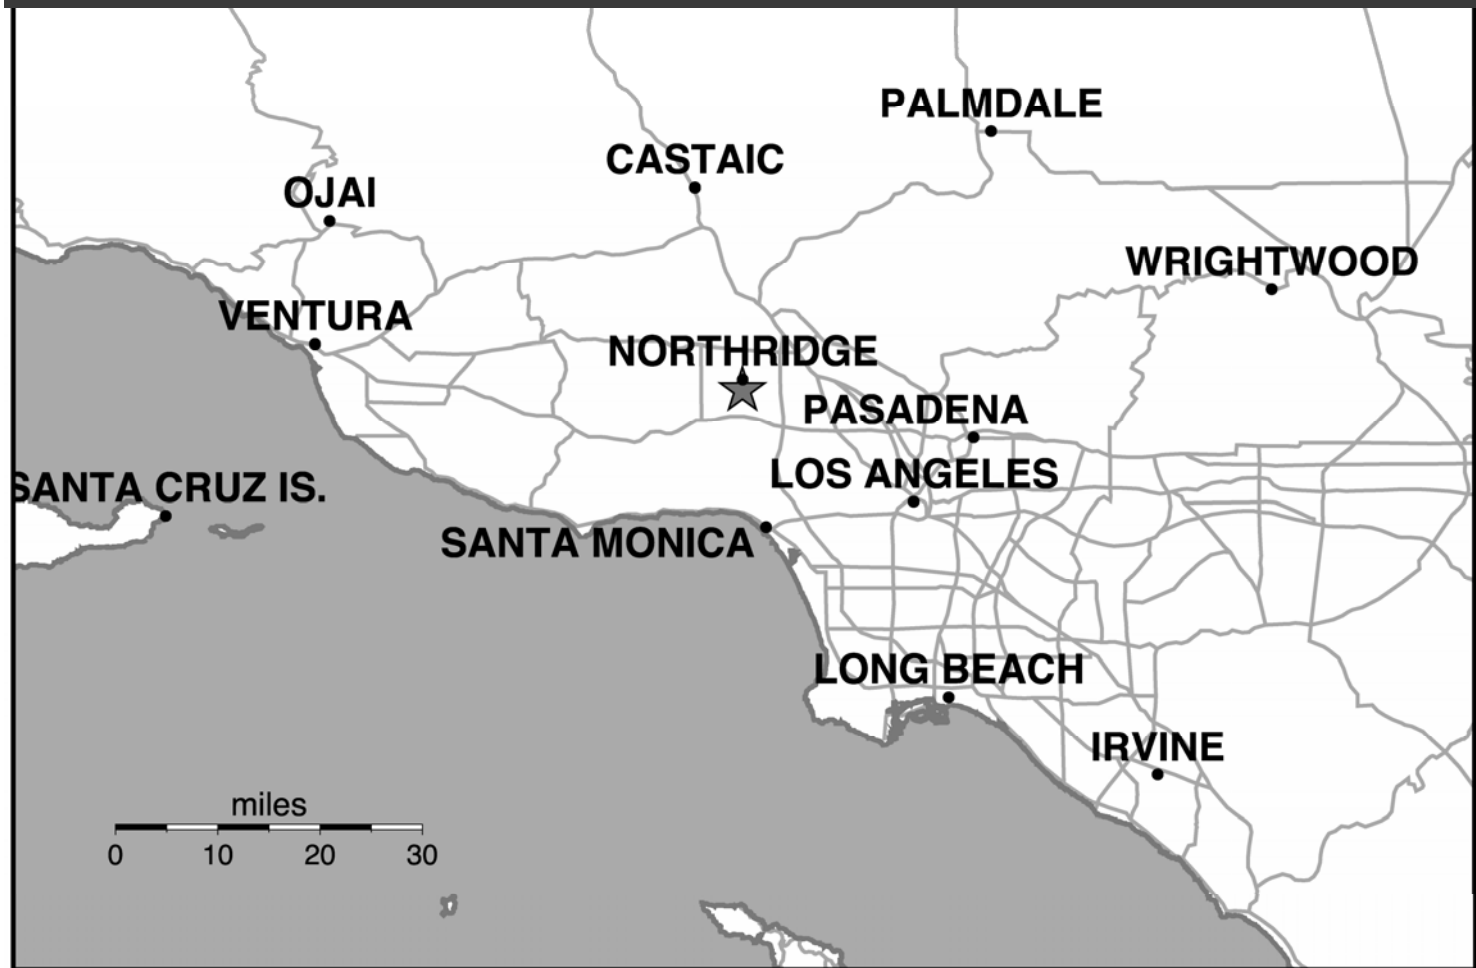 PALMDALE
CASTAIC
OJAI
WRIGHTWOOD
VENTURA
NORTHRIDGE
PASADENA
LOS ANGELES
SANTA CRUZ IS.
SANTA MONICA
LONG BEACH
IRVINE
miles
0 10 20 30